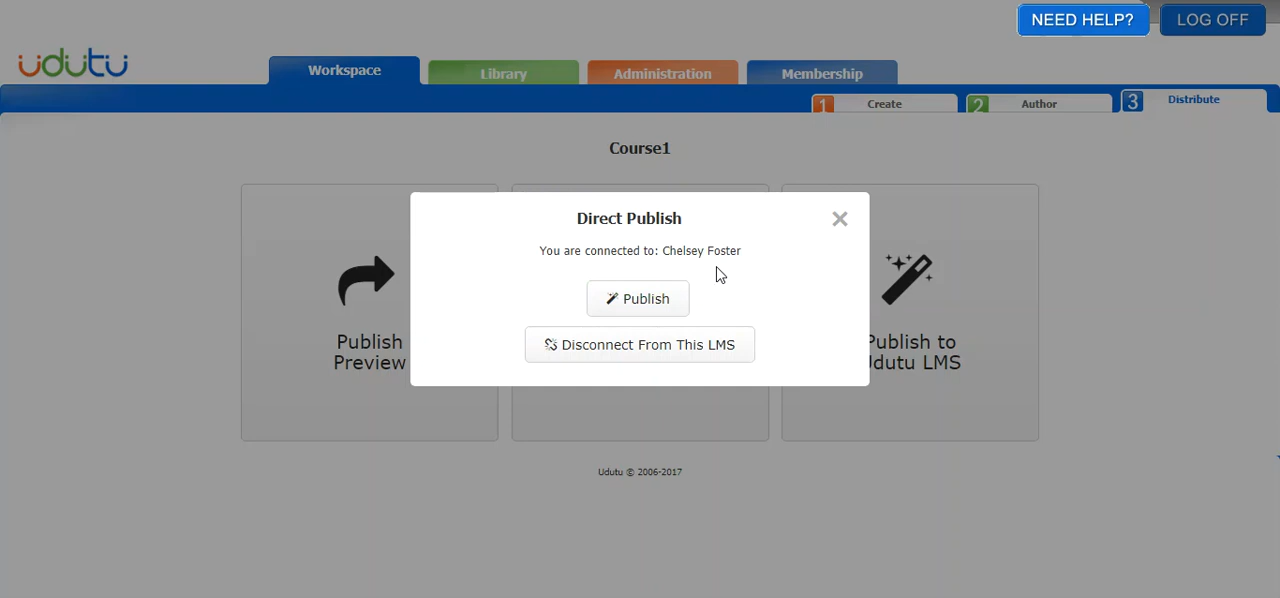 NEED HELP?
LOG OFF
udutu
Workspace
Library
Administration
Membership
1 Create
2 Author
3 Distribute
Course1
Direct Publish
You are connected to: Chelsey Foster
Publish
Disconnect From This LMS
Publish
Preview
Publish to
Udutu LMS
Udutu © 2006-2017